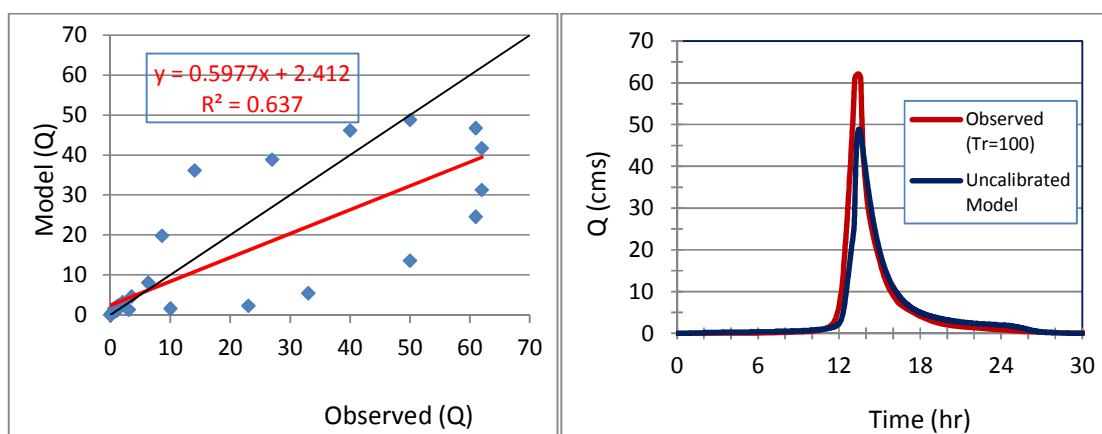 70
60
50
40
30
20
10
0
0 10 20 30 40 50 60 70
Model (Q)
Observed (Q)
y = 0.5977x + 2.412
R² = 0.637
70
60
50
40
30
20
10
0
0 6 12 18 24 30
Q (cms)
Time (hr)
Observed
(Tr=100)
Uncalibrated
Model